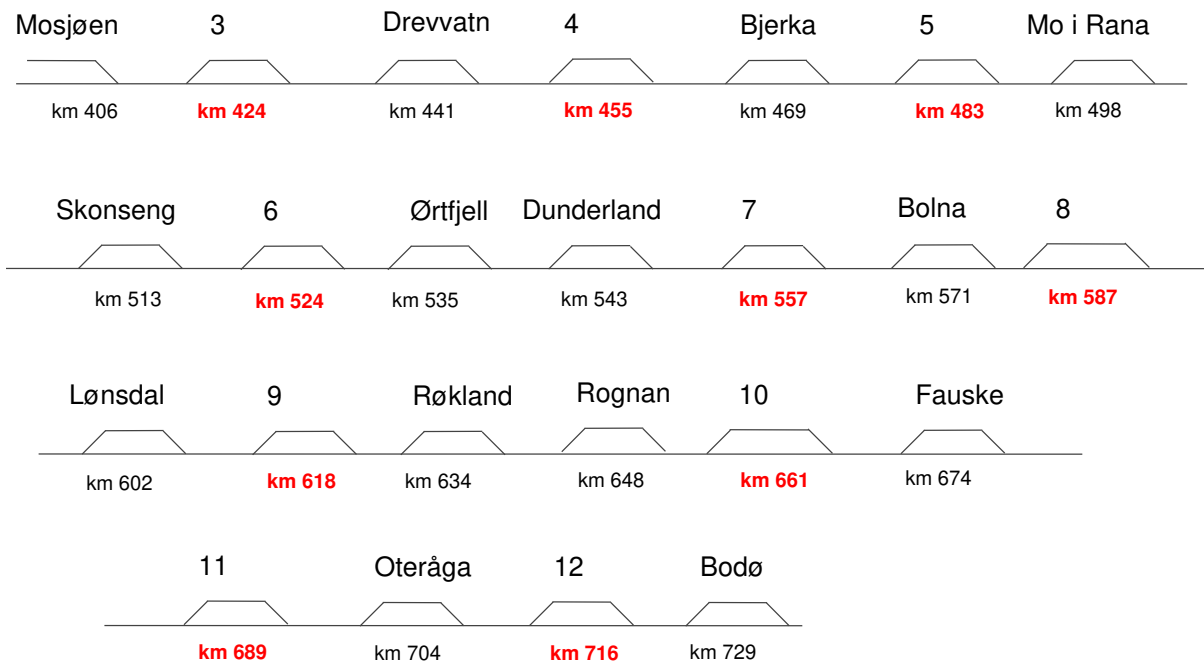 Mosjøen 3 Drevvatn 4 Bjerka 5 Mo i Rana
km 406 km 424 km 441 km 455 km 469 km 483 km 498
Skonseng 6 Ørtfjell Dunderland 7 Bolna 8
km 513 km 524 km 535 km 543 km 557 km 571 km 587
Lønsdal 9 Røkland Rognan 10 Fauske
km 602 km 618 km 634 km 648 km 661 km 674
11 Oteråga 12 Bodø
km 689 km 704 km 716 km 729